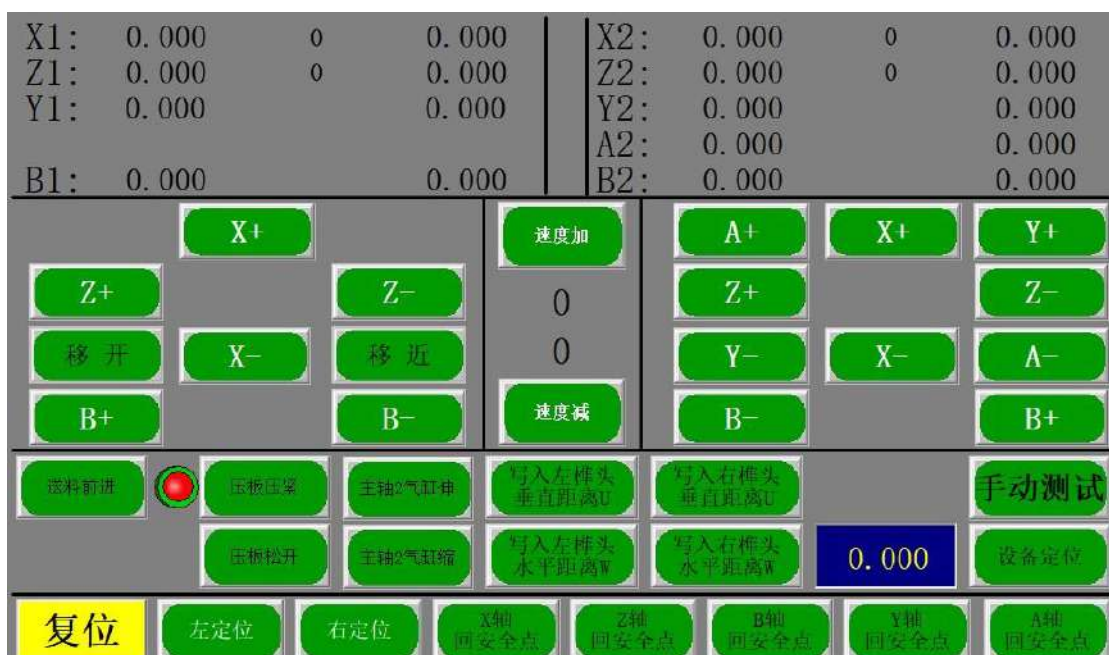 X1: 0.000 0 0.000 X2: 0.000 0 0.000
Z1: 0.000 0 0.000 Z2: 0.000 0 0.000
Y1: 0.000 0.000 Y2: 0.000 0.000
A2: 0.000 0.000
B1: 0.000 0.000 B2: 0.000 0.000
X+ 速度加 A+ X+ Y+
Z+ Z- 0 Z+ Z-
移开 X- 移近 0 Y- X- A-
B+ B- 速度减 B- B+
送料前进 压板压紧 主轴2气缸伸 写入左榫头 写入右榫头 手动测试
垂直距离U 垂直距离U
压板松开 主轴2气缸缩 写入左榫头 写入右榫头 0.000 设备定位
水平距离W 水平距离W
复位 左定位 右定位 X轴 Z轴 B轴 Y轴 A轴
回安全点 回安全点 回安全点 回安全点 回安全点